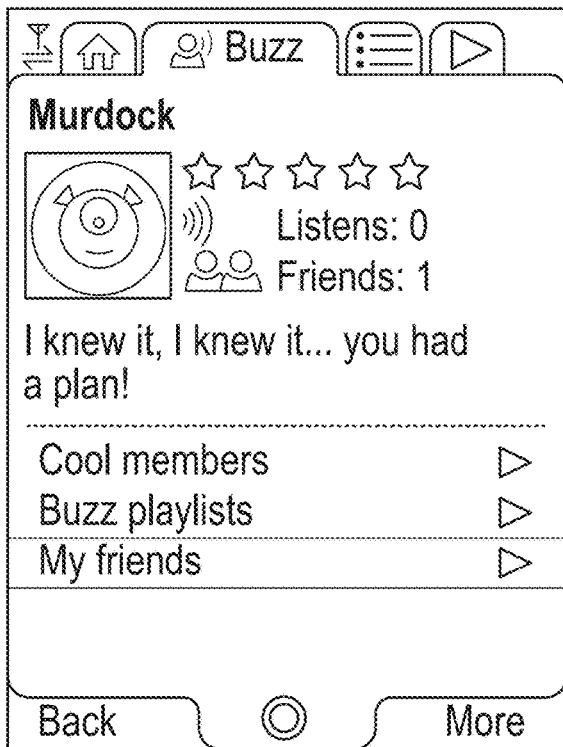 Buzz
Murdock
Listens: 0
Friends: 1
I knew it, I knew it... you had
a plan!
Cool members
Buzz playlists
My friends
Back
More